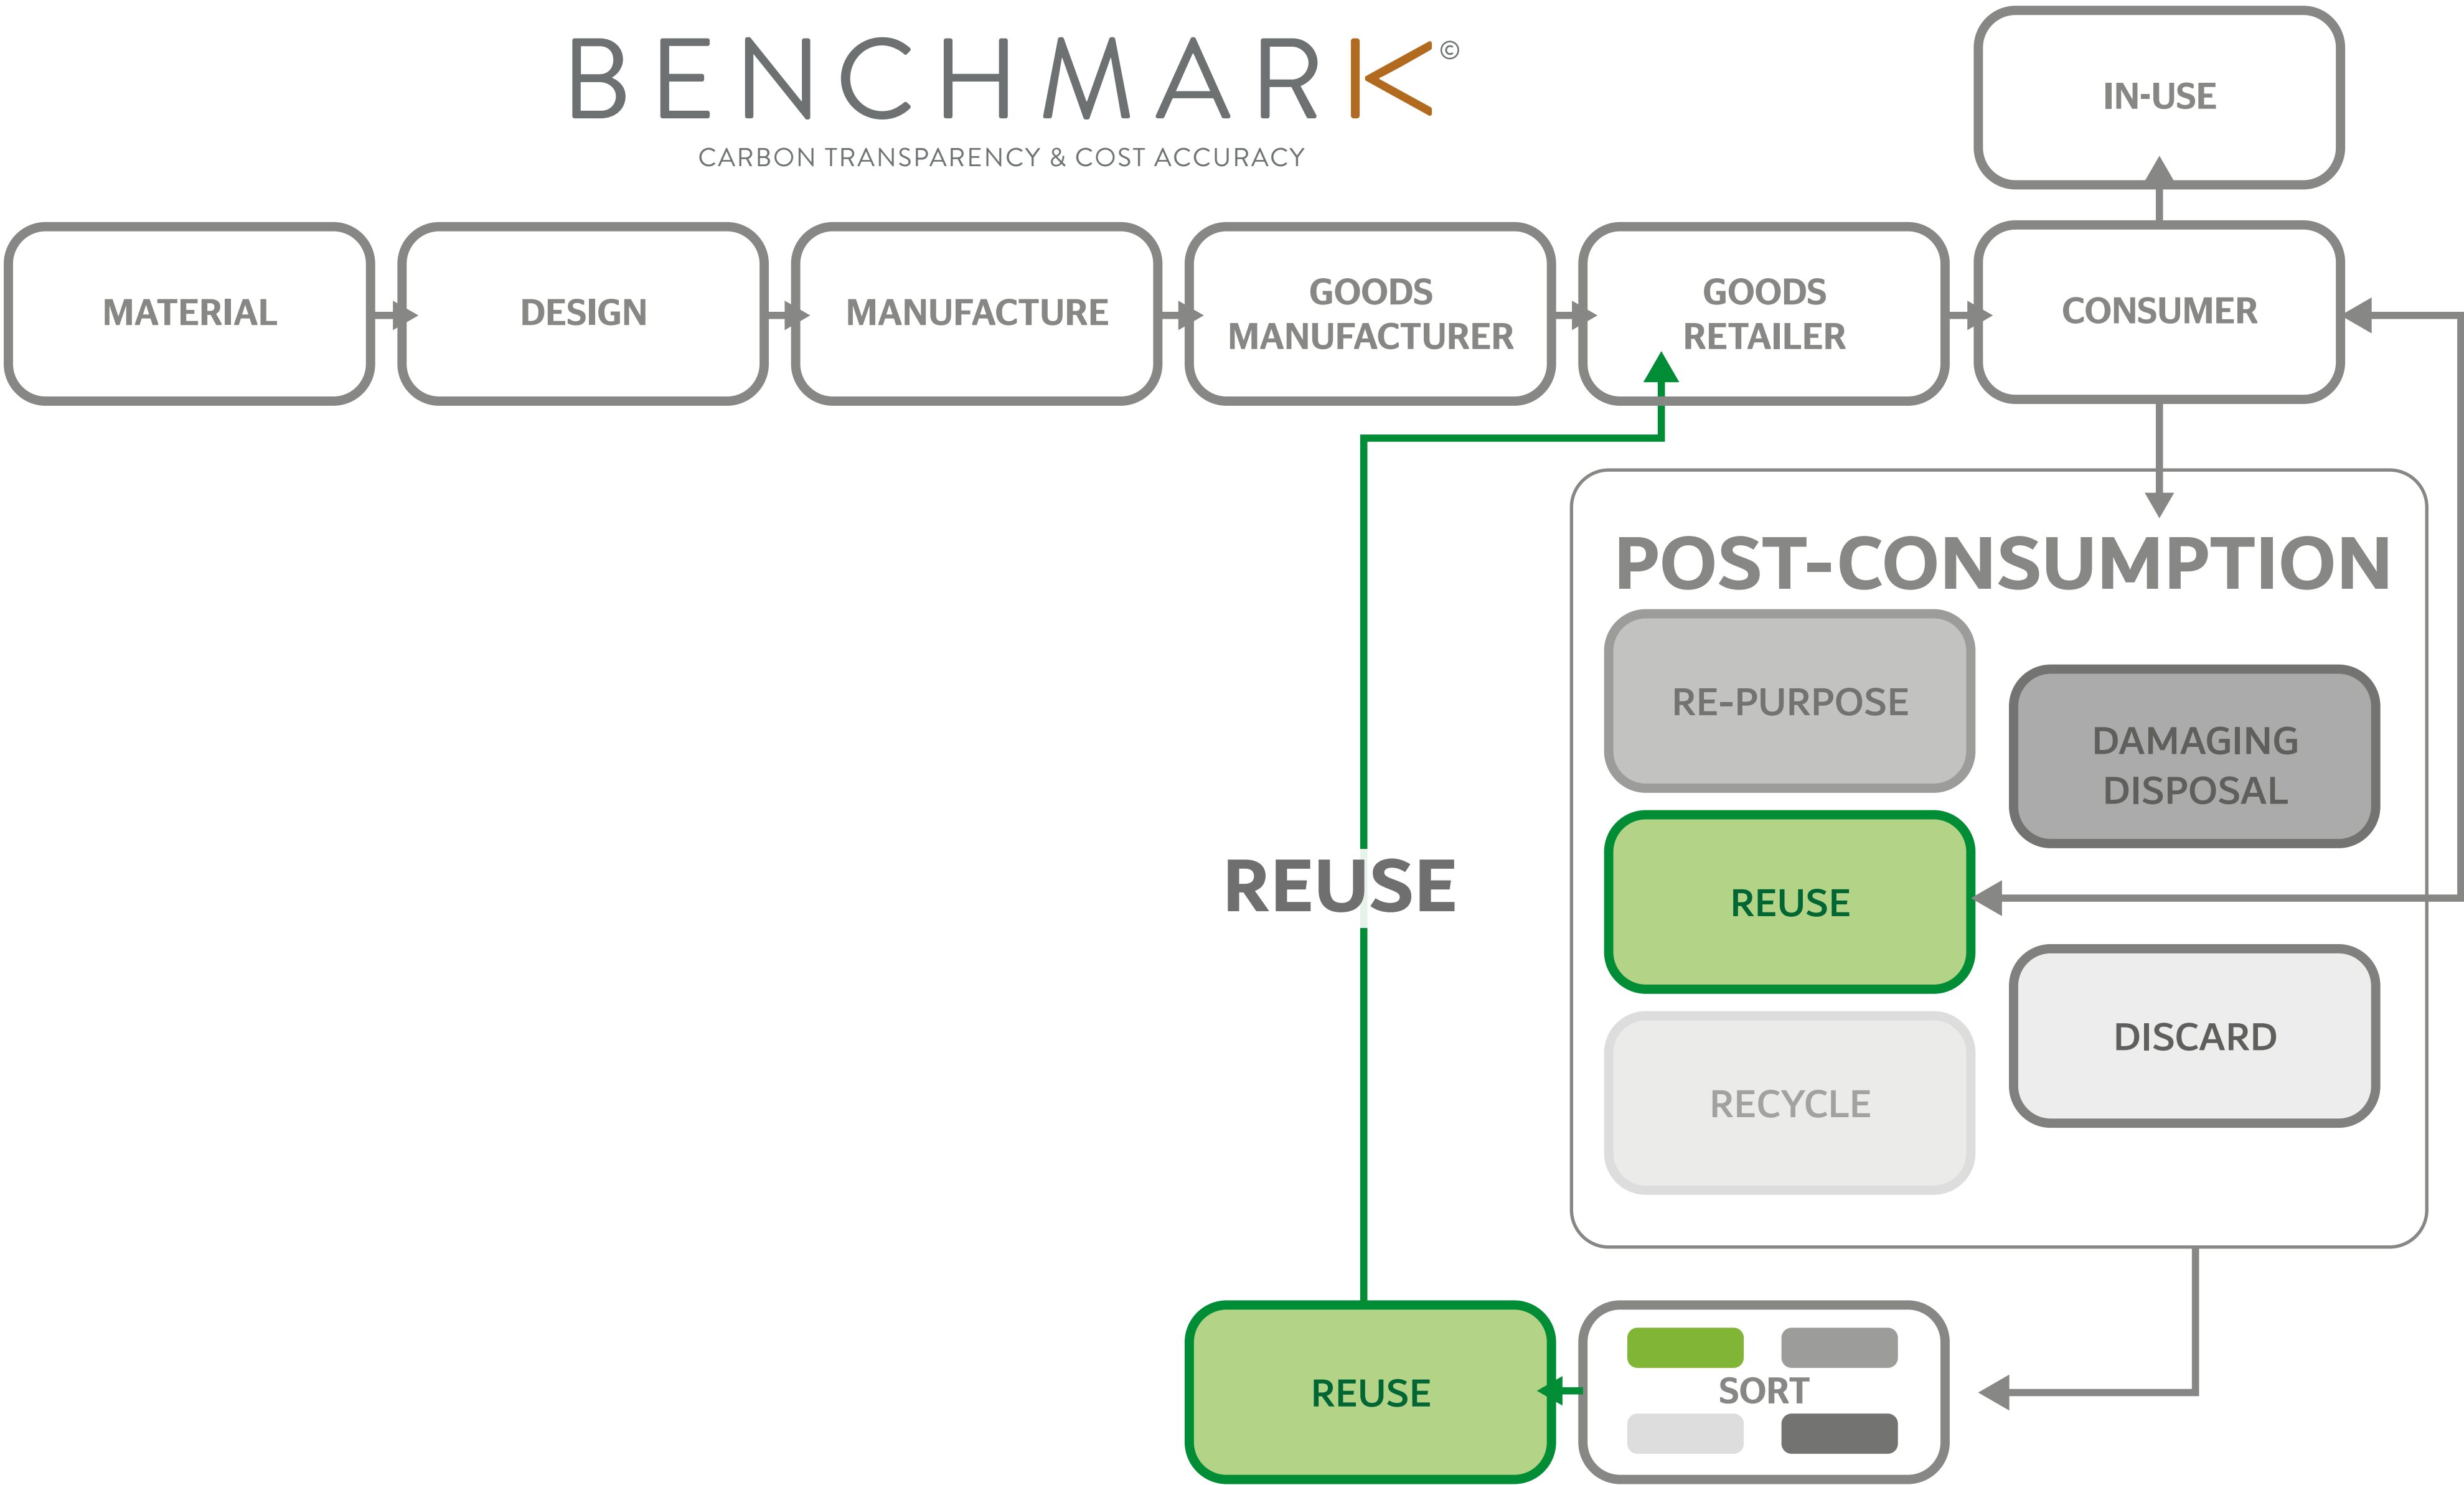 BENCHMARK©
CARBON TRANSPARENCY & COST ACCURACY
IN-USE
MATERIAL
DESIGN
MANUFACTURE
GOODS
MANUFACTURER
GOODS
RETAILER
CONSUMER
POST-CONSUMPTION
RE-PURPOSE
DAMAGING
DISPOSAL
REUSE
REUSE
DISCARD
RECYCLE
REUSE
SORT